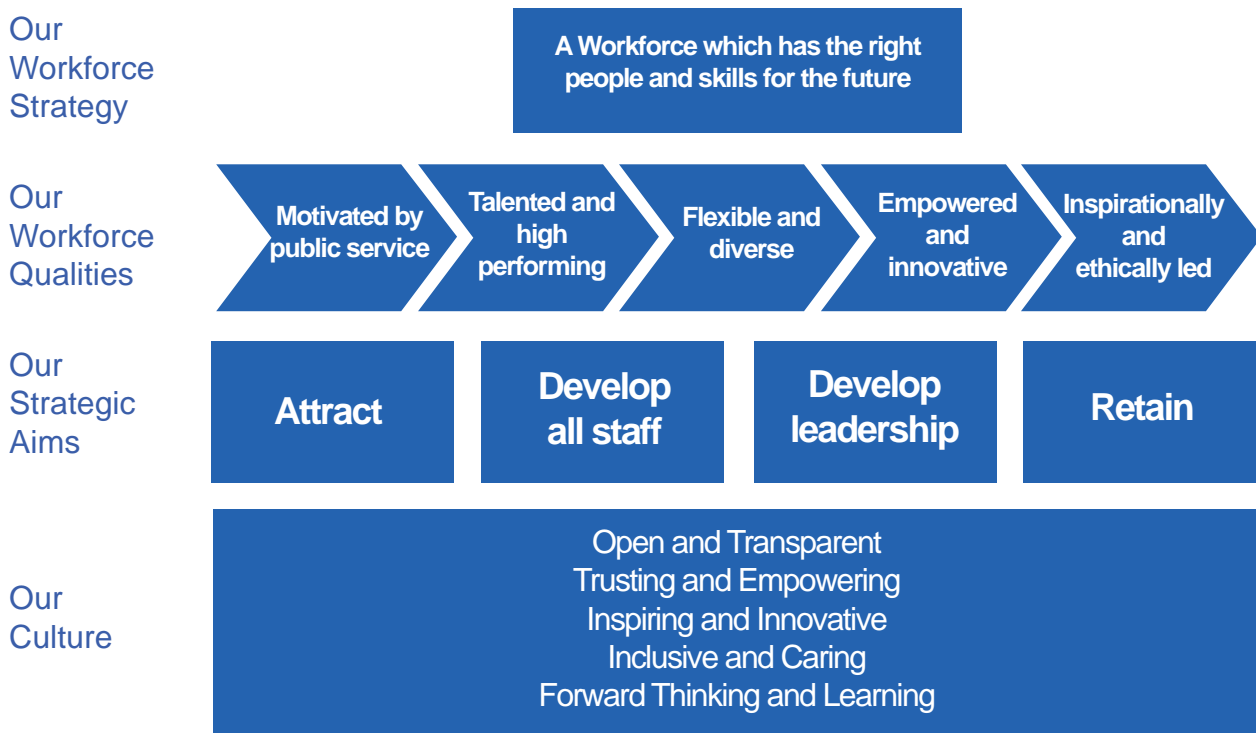 Our
Workforce
Strategy
A Workforce which has the right
people and skills for the future
Our
Workforce
Qualities
Motivated by
public service
Talented and
high
performing
Flexible and
diverse
Empowered
and
innovative
Inspirationally
and
ethically led
Our
Strategic
Aims
Attract
Develop
all staff
Develop
leadership
Retain
Our
Culture
Open and Transparent
Trusting and Empowering
Inspiring and Innovative
Inclusive and Caring
Forward Thinking and Learning